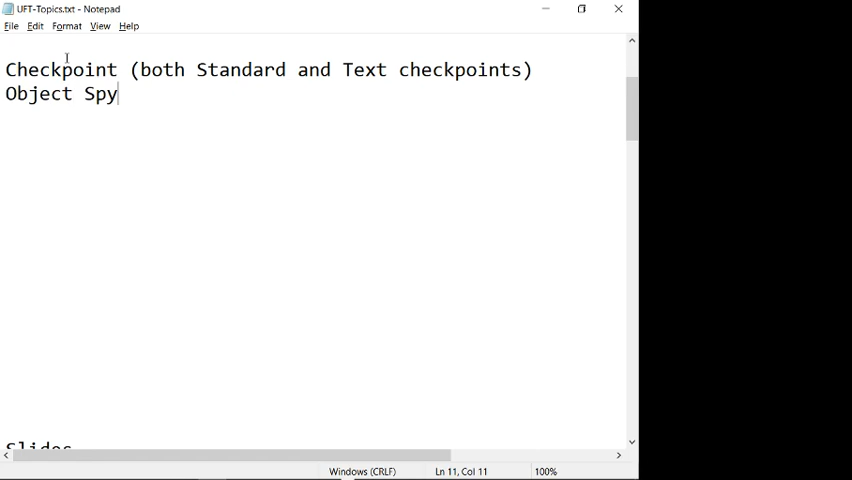 UFT-Topics.txt - Notepad
File Edit Format View Help
Checkpoint (both Standard and Text checkpoints)
Object Spy
Slides
Windows (CRLF) Ln 11, Col 11 100%